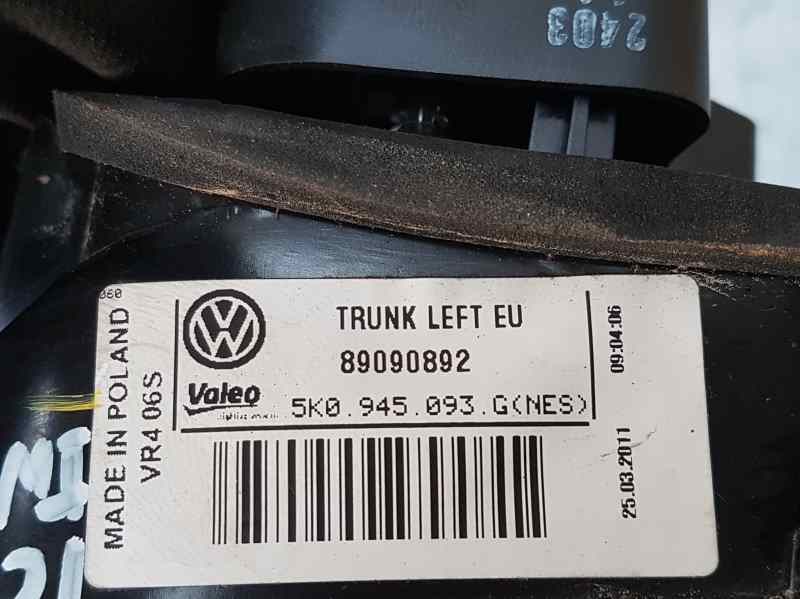 2403
060
MADE IN POLAND
VR4 06S
VW
Valeo
TRUNK LEFT EU
89090892
5K0.945.093.G(NES)
09:04:06
25.03.2011